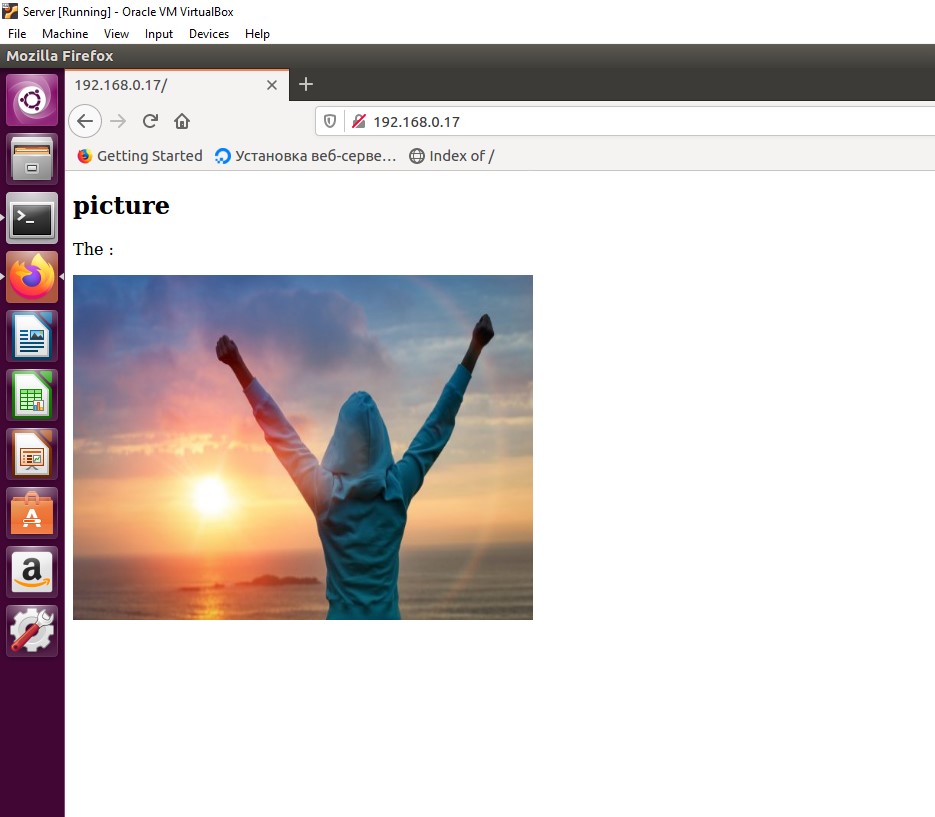 Server [Running] - Oracle VM VirtualBox
File Machine View Input Devices Help
Mozilla Firefox
192.168.0.17/
192.168.0.17
Getting Started Установка веб-серве... Index of /
picture
The :